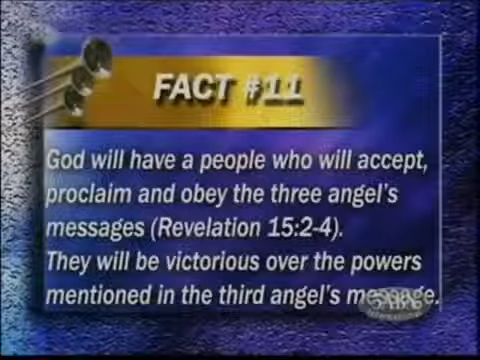 FACT #11
God will have a people who will accept,
proclaim and obey the three angel's
messages (Revelation 15:2-4).
They will be victorious over the powers
mentioned in the third angel's message.